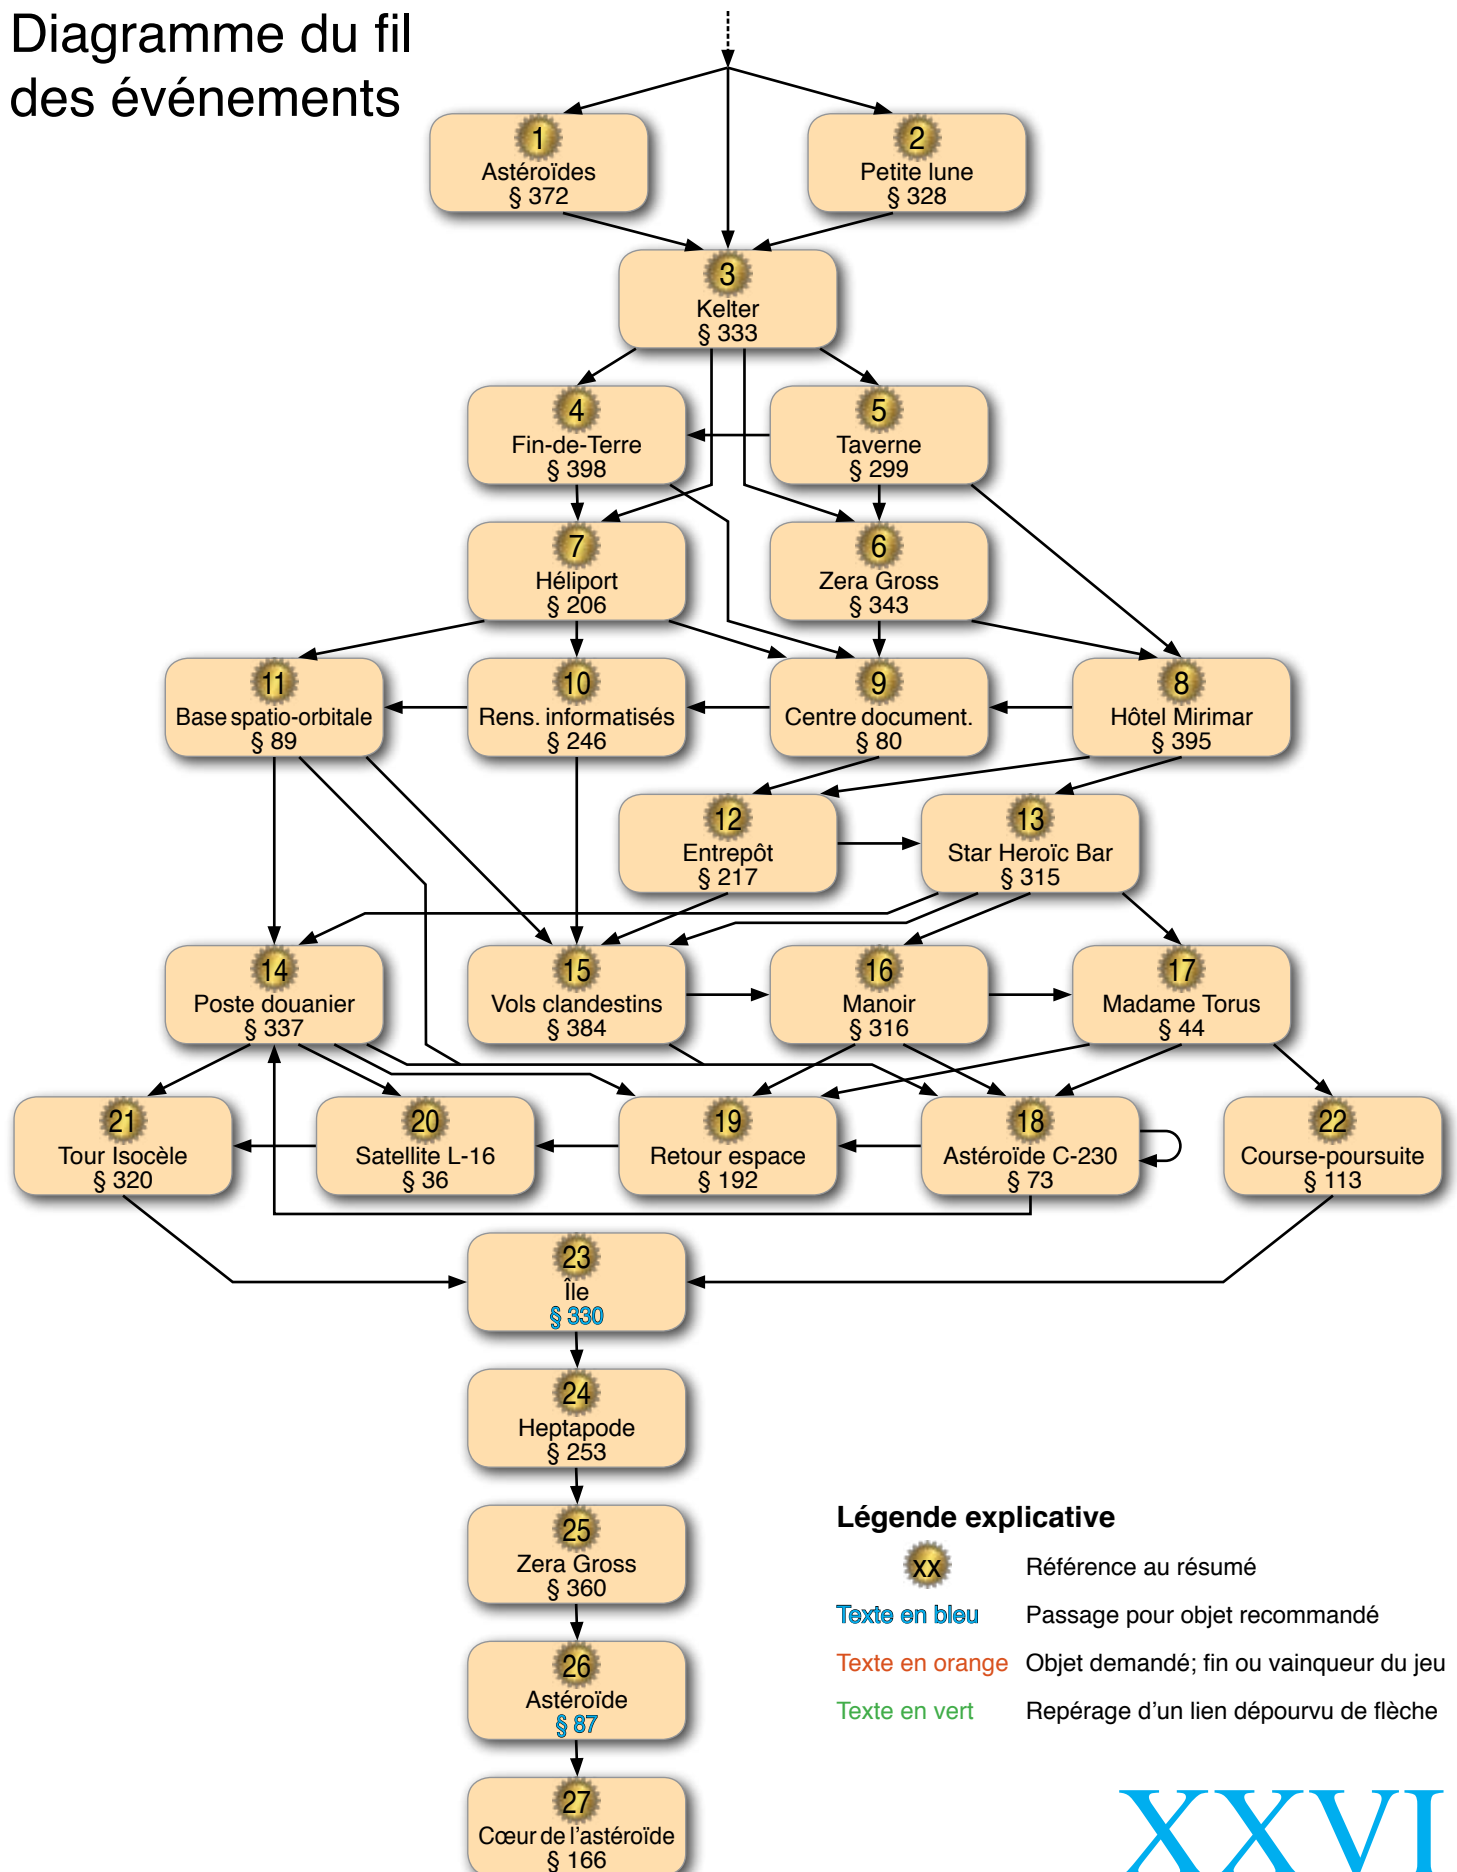 Diagramme du fil
des événements
1
Astéroïdes
§ 372
2
Petite lune
§ 328
3
Kelter
§ 333
4
Fin-de-Terre
§ 398
5
Taverne
§ 299
7
Héliport
§ 206
6
Zera Gross
§ 343
11
Base spatio-orbitale
§ 89
10
Rens. informatisés
§ 246
9
Centre document.
§ 80
8
Hôtel Mirimar
§ 395
12
Entrepôt
§ 217
13
Star Heroïc Bar
§ 315
14
Poste douanier
§ 337
15
Vols clandestins
§ 384
16
Manoir
§ 316
17
Madame Torus
§ 44
21
Tour Isocèle
§ 320
20
Satellite L-16
§ 36
19
Retour espace
§ 192
18
Astéroïde C-230
§ 73
22
Course-poursuite
§ 113
23
Île
§ 330
24
Heptapode
§ 253
25
Zera Gross
§ 360
26
Astéroïde
§ 87
27
Cœur de l'astéroïde
§ 166
Légende explicative
xx Référence au résumé
Texte en bleu Passage pour objet recommandé
Texte en orange Objet demandé; fin ou vainqueur du jeu
Texte en vert Repérage d'un lien dépourvu de flèche
XXVI